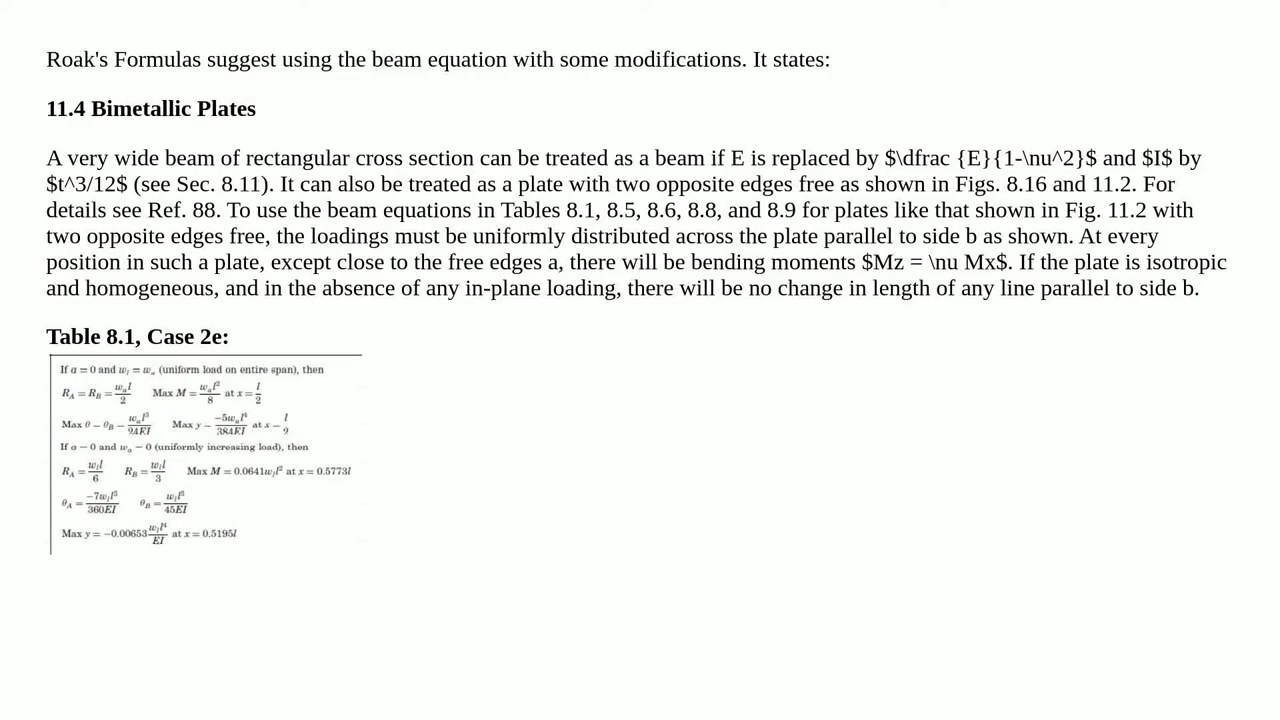 Roak's Formulas suggest using the beam equation with some modifications. It states:
11.4 Bimetallic Plates
A very wide beam of rectangular cross section can be treated as a beam if E is replaced by $\dfrac {E}{1-\nu^2}$ and $I$ by
$t^3/12$ (see Sec. 8.11). It can also be treated as a plate with two opposite edges free as shown in Figs. 8.16 and 11.2. For
details see Ref. 88. To use the beam equations in Tables 8.1, 8.5, 8.6, 8.8, and 8.9 for plates like that shown in Fig. 11.2 with
two opposite edges free, the loadings must be uniformly distributed across the plate parallel to side b as shown. At every
position in such a plate, except close to the free edges a, there will be bending moments $Mz = \nu Mx$. If the plate is isotropic
and homogeneous, and in the absence of any in-plane loading, there will be no change in length of any line parallel to side b.
Table 8.1, Case 2e:
If a = 0 and w_l = w_a (uniform load on entire span), then
R_A = R_B = w_a l / 2 Max M = w_a l² / 8 at x = l / 2
Max θ = θ_B = w_a l³ / 24EI Max y = −5w_a l⁴ / 384EI at x = l / 2
If a = 0 and w_a = 0 (uniformly increasing load), then
R_A = w_l l / 6 R_B = w_l l / 3 Max M = 0.0641w_l l² at x = 0.5773l
θ_A = −7w_l l³ / 360EI θ_B = w_l l³ / 45EI
Max y = −0.00653 w_l l⁴ / EI at x = 0.5195l